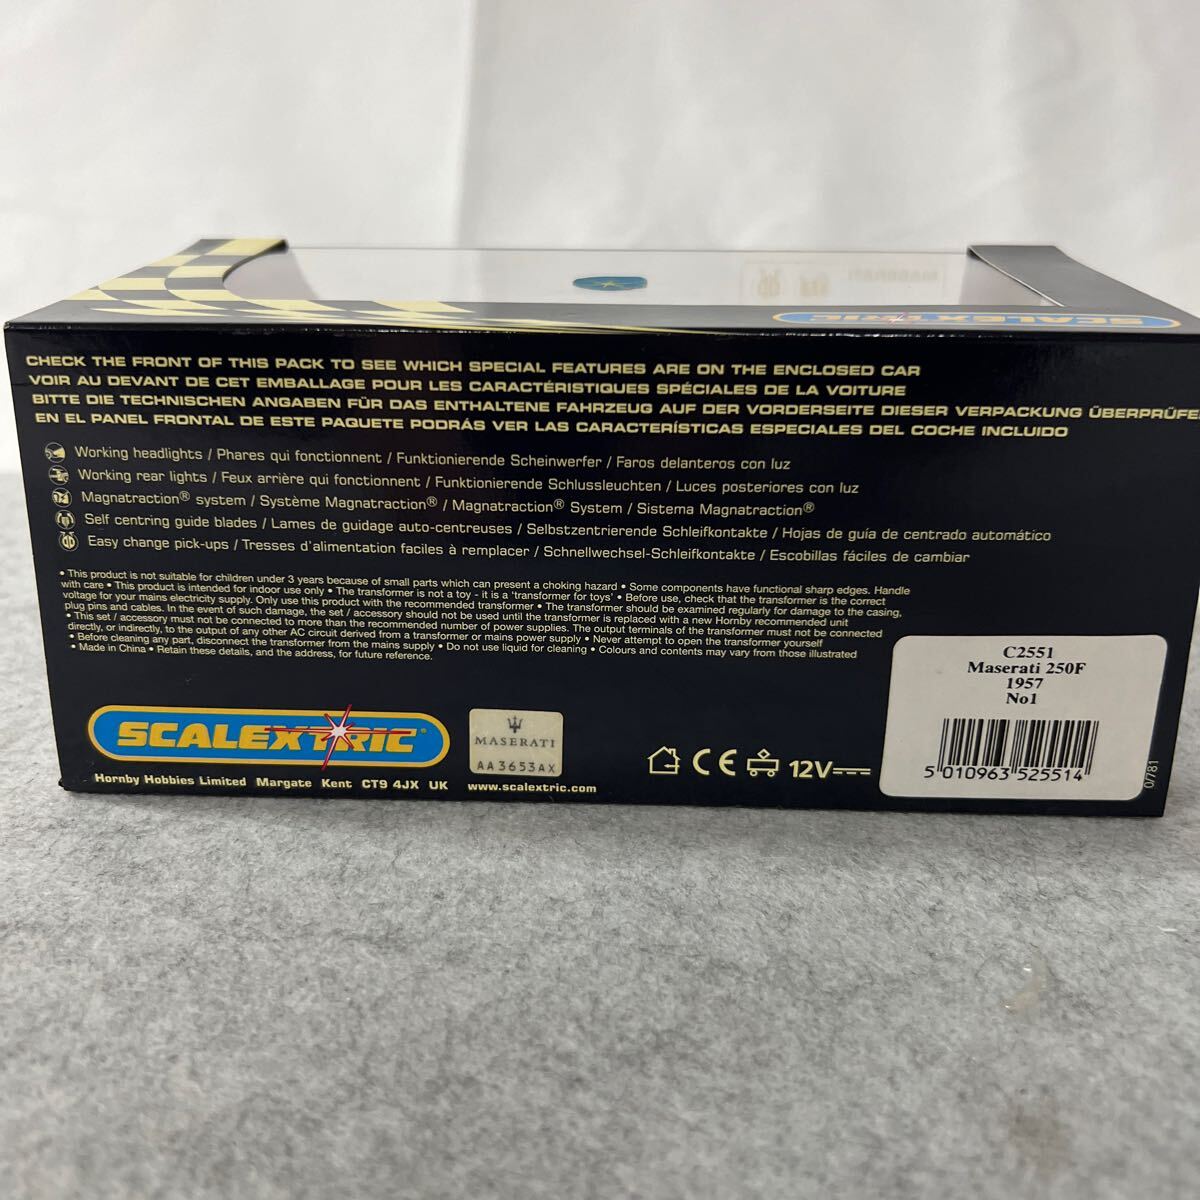 MASERATI
SCALEXTRIC
CHECK THE FRONT OF THIS PACK TO SEE WHICH SPECIAL FEATURES ARE ON THE ENCLOSED CAR
VOIR AU DEVANT DE CET EMBALLAGE POUR LES CARACTÉRISTIQUES SPÉCIALES DE LA VOITURE
BITTE DIE TECHNISCHEN ANGABEN FÜR DAS ENTHALTENE FAHRZEUG AUF DER VORDERSEITE DIESER VERPACKUNG ÜBERPRÜFE
EN EL PANEL FRONTAL DE ESTE PAQUETE PODRÁS VER LAS CARACTERÍSTICAS ESPECIALES DEL COCHE INCLUIDO
Working headlights / Phares qui fonctionnent / Funktionierende Scheinwerfer / Faros delanteros con luz
Working rear lights / Feux arrière qui fonctionnent / Funktionierende Schlussleuchten / Luces posteriores con luz
Magnatraction® system / Système Magnatraction® / Magnatraction® System / Sistema Magnatraction®
Self centring guide blades / Lames de guidage auto-centreuses / Selbstzentrierende Schleifkontakte / Hojas de guía de centrado automático
Easy change pick-ups / Tresses d'alimentation faciles à remplacer / Schnellwechsel-Schleifkontakte / Escobillas fáciles de cambiar
• This product is not suitable for children under 3 years because of small parts which can present a choking hazard • Some components have functional sharp edges. Handle
with care • This product is intended for indoor use only • The transformer is not a toy - it is a 'transformer for toys' • Before use, check that the transformer is the correct
voltage for your mains electricity supply. Only use this product with the recommended transformer • The transformer should be examined regularly for damage to the casing,
plug pins and cables. In the event of such damage, the set / accessory should not be used until the transformer is replaced with a new Hornby recommended unit
• This set / accessory must not be connected to more than the recommended number of power supplies. The output terminals of the transformer must not be connected
directly, or indirectly, to the output of any other AC circuit derived from a transformer or mains power supply • Never attempt to open the transformer yourself
• Before cleaning any part, disconnect the transformer from the mains supply • Do not use liquid for cleaning • Colours and contents may vary from those illustrated
• Made in China • Retain these details, and the address, for future reference.
SCALEXTRIC
Hornby Hobbies Limited Margate Kent CT9 4JX UK
MASERATI
AA3653AX
www.scalextric.com
CE
12V
C2551
Maserati 250F
1957
No1
5 010963 525514
0/781